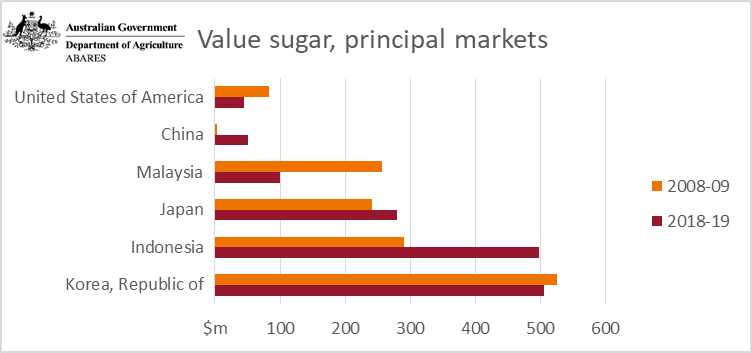 Australian Government
Department of Agriculture
ABARES
Value sugar, principal markets
United States of America
China
Malaysia
Japan
Indonesia
Korea, Republic of
$m 100 200 300 400 500 600
2008-09
2018-19